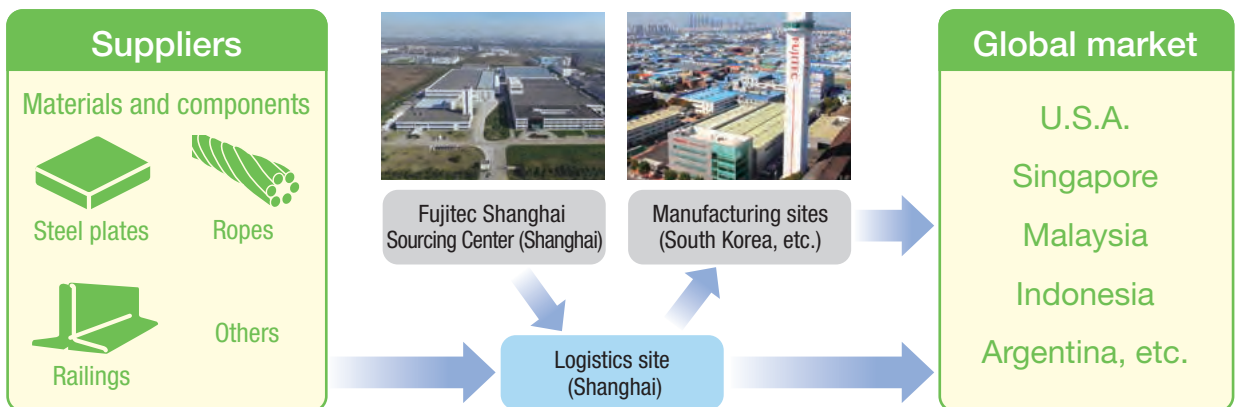 Suppliers
Materials and components
Steel plates
Ropes
Railings
Others
FUJITEC
Fujitec Shanghai
Sourcing Center (Shanghai)
Manufacturing sites
(South Korea, etc.)
Logistics site
(Shanghai)
Global market
U.S.A.
Singapore
Malaysia
Indonesia
Argentina, etc.